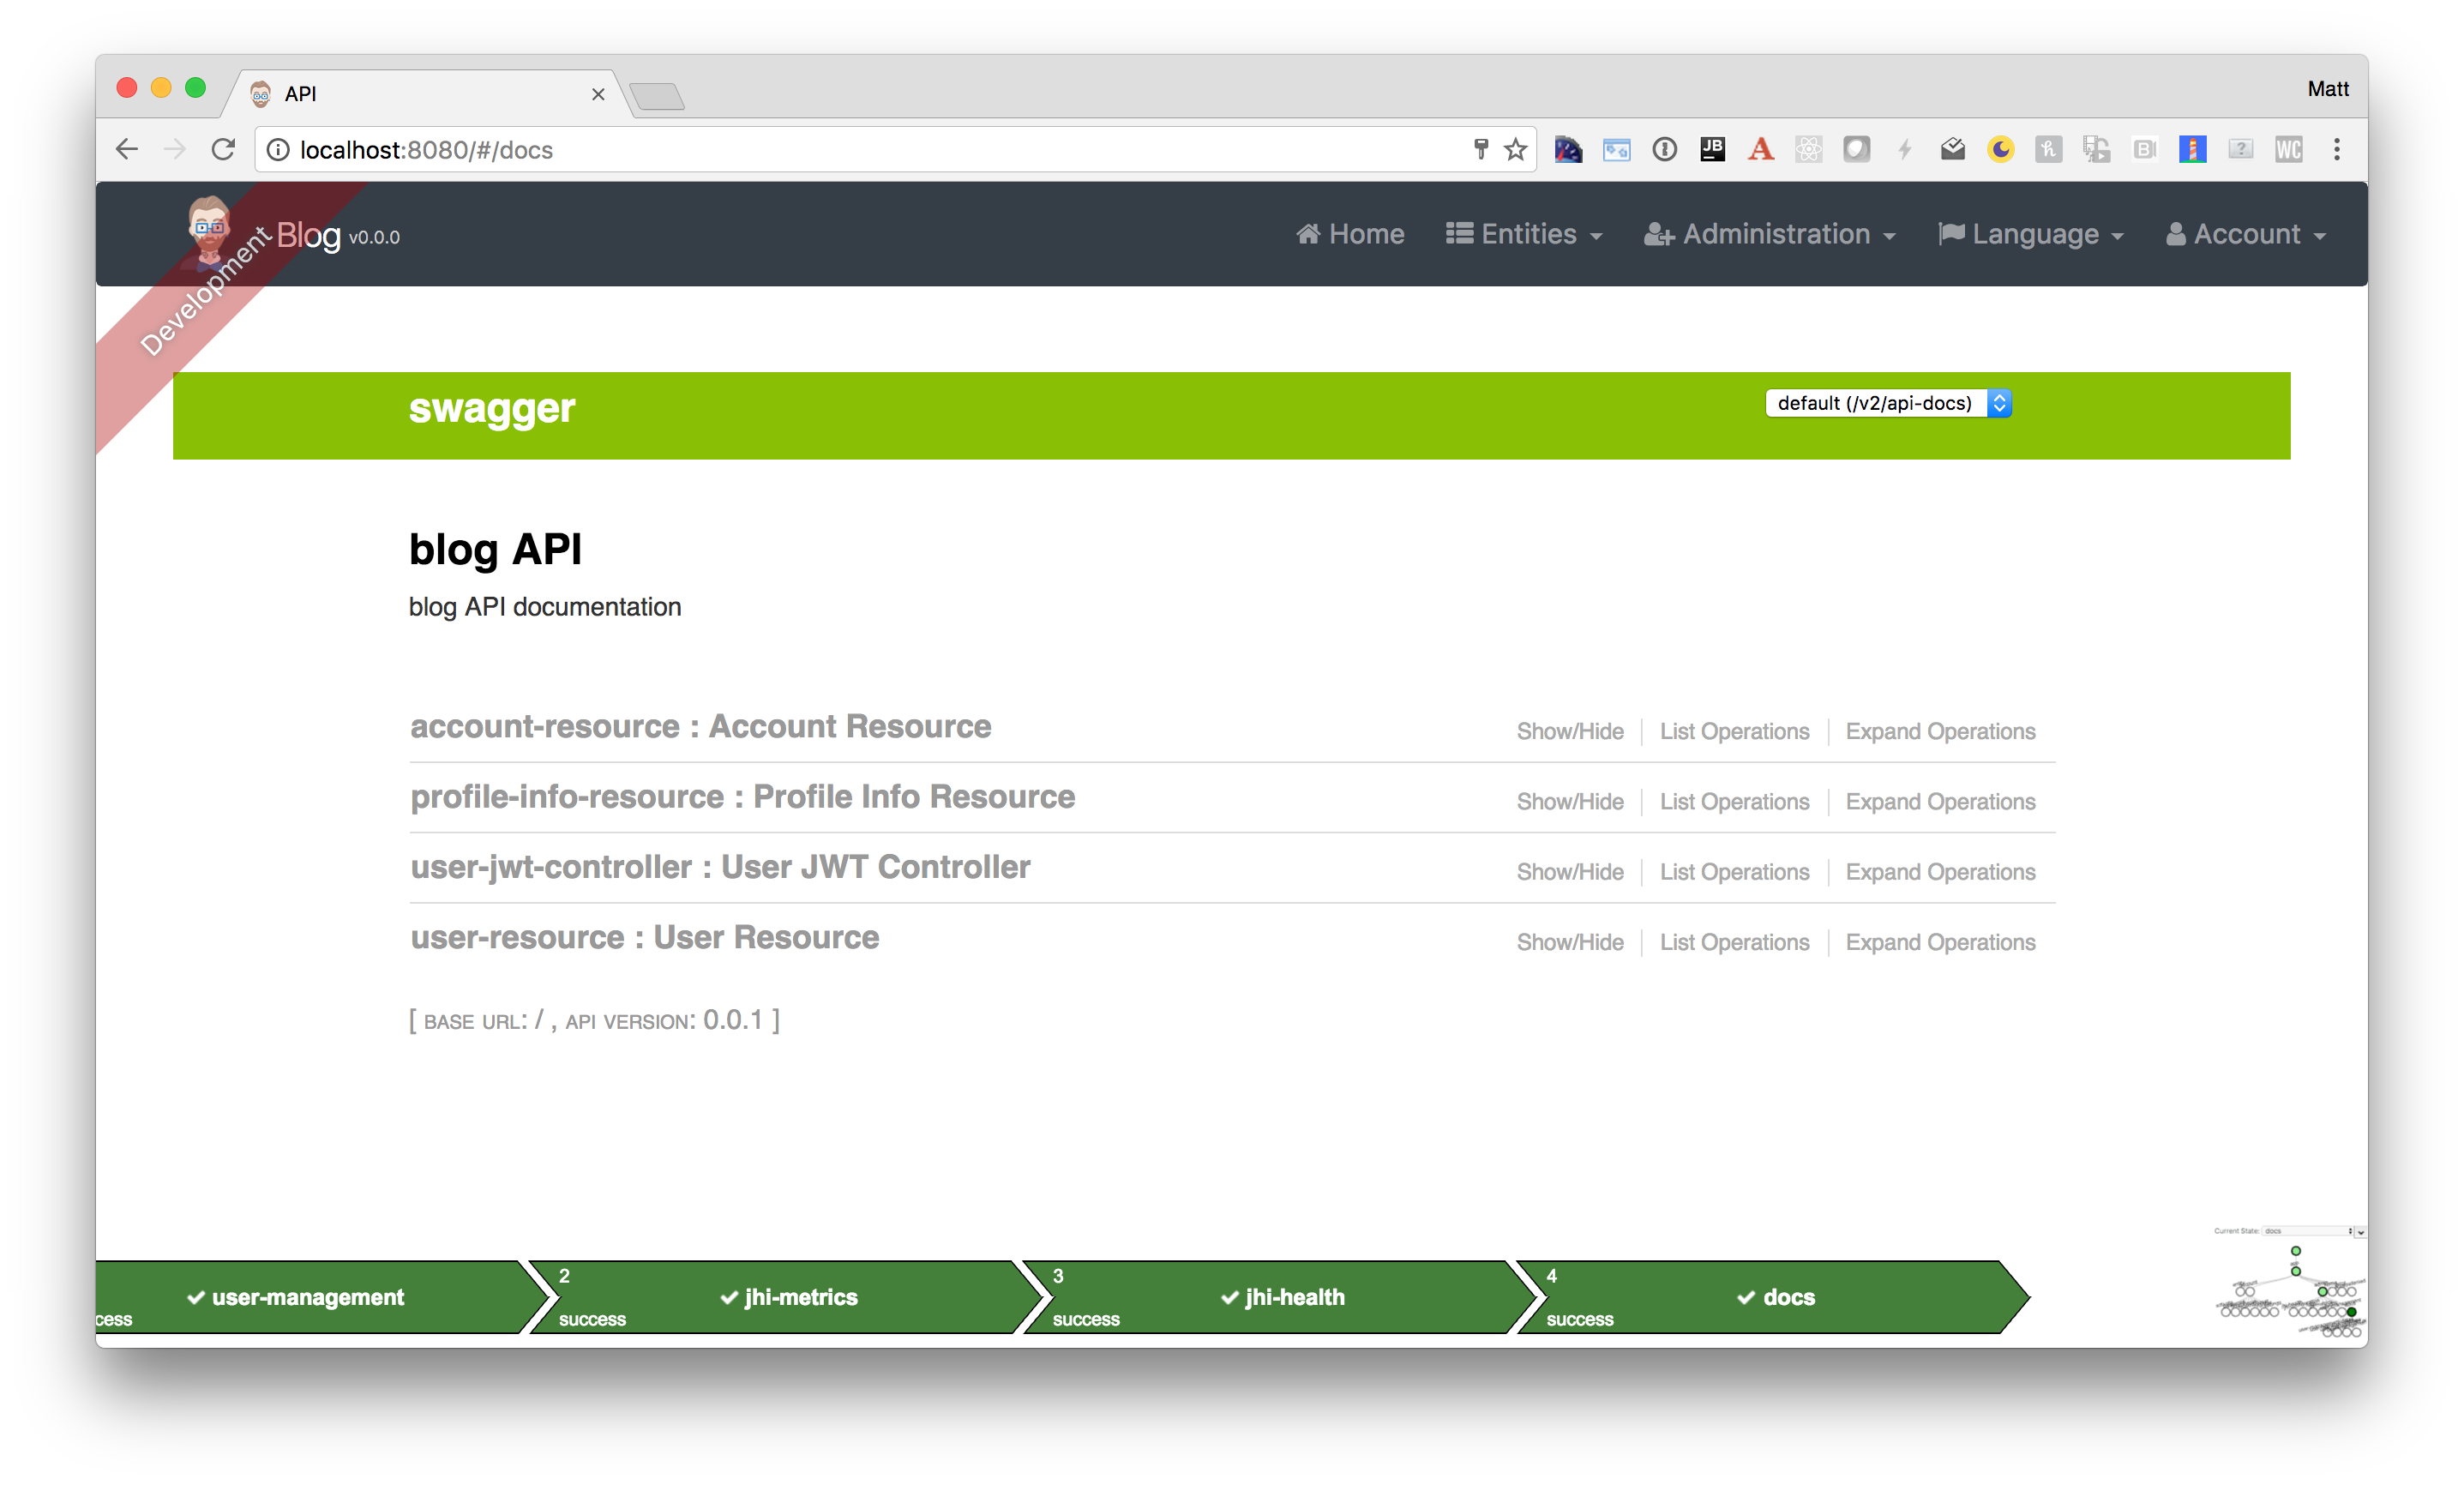 API
Matt
localhost:8080/#/docs
JB
A
h
B
?
WC
Development
Blog v0.0.0
Home Entities Administration Language Account
swagger
default (/v2/api-docs)
blog API
blog API documentation
account-resource : Account Resource Show/Hide List Operations Expand Operations
profile-info-resource : Profile Info Resource Show/Hide List Operations Expand Operations
user-jwt-controller : User JWT Controller Show/Hide List Operations Expand Operations
user-resource : User Resource Show/Hide List Operations Expand Operations
[ BASE URL: / , API VERSION: 0.0.1 ]
Current State: docs
cess
user-management
2
jhi-metrics
success
3
jhi-health
success
4
docs
success